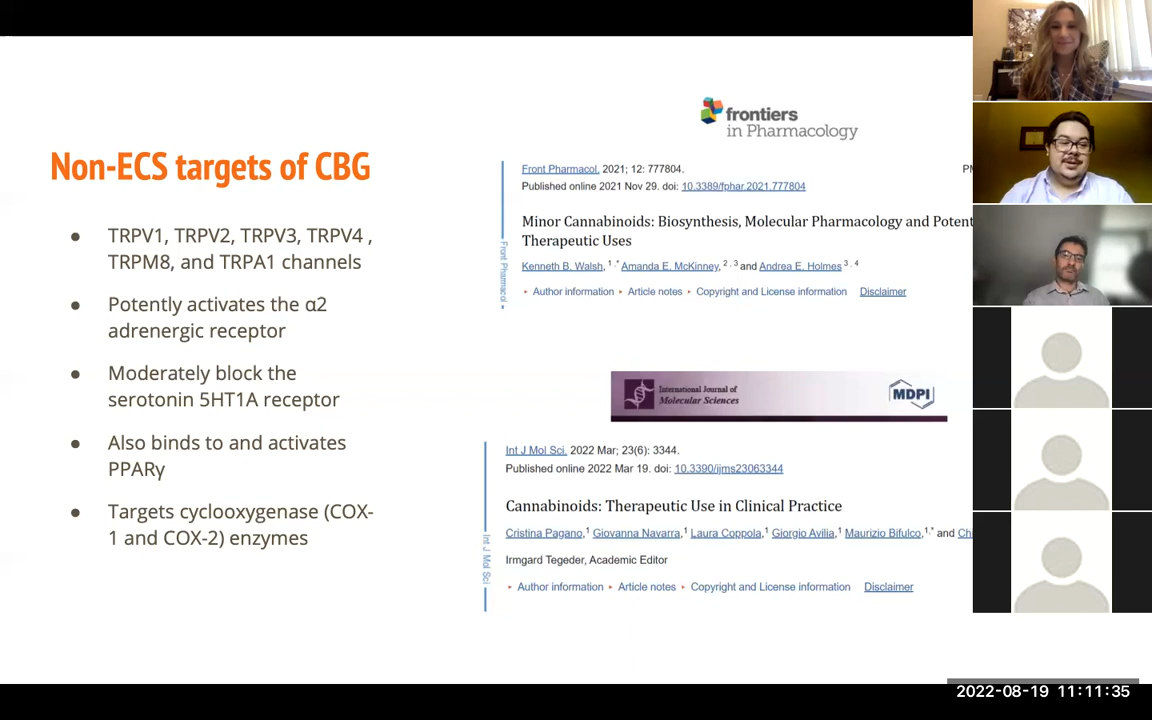 Non-ECS targets of CBG
● TRPV1, TRPV2, TRPV3, TRPV4 ,
TRPM8, and TRPA1 channels
● Potently activates the α2
adrenergic receptor
● Moderately block the
serotonin 5HT1A receptor
● Also binds to and activates
PPARγ
● Targets cyclooxygenase (COX-
1 and COX-2) enzymes
frontiers
in Pharmacology
Front Pharmacol. 2021; 12: 777804.
PM
Published online 2021 Nov 29. doi: 10.3389/fphar.2021.777804
Minor Cannabinoids: Biosynthesis, Molecular Pharmacology and Potent
Therapeutic Uses
Kenneth B. Walsh, 1,* Amanda E. McKinney, 2,3 and Andrea E. Holmes 3,4
▸ Author information ▸ Article notes ▸ Copyright and License information Disclaimer
Front Pharmacol
International Journal of
Molecular Sciences
MDPI
Int J Mol Sci. 2022 Mar; 23(6): 3344.
Published online 2022 Mar 19. doi: 10.3390/ijms23063344
Cannabinoids: Therapeutic Use in Clinical Practice
Cristina Pagano,1 Giovanna Navarra,1 Laura Coppola,1 Giorgio Avilia,1 Maurizio Bifulco,1,* and Ch
Irmgard Tegeder, Academic Editor
▸ Author information ▸ Article notes ▸ Copyright and License information Disclaimer
Int J Mol Sci
2022-08-19 11:11:35